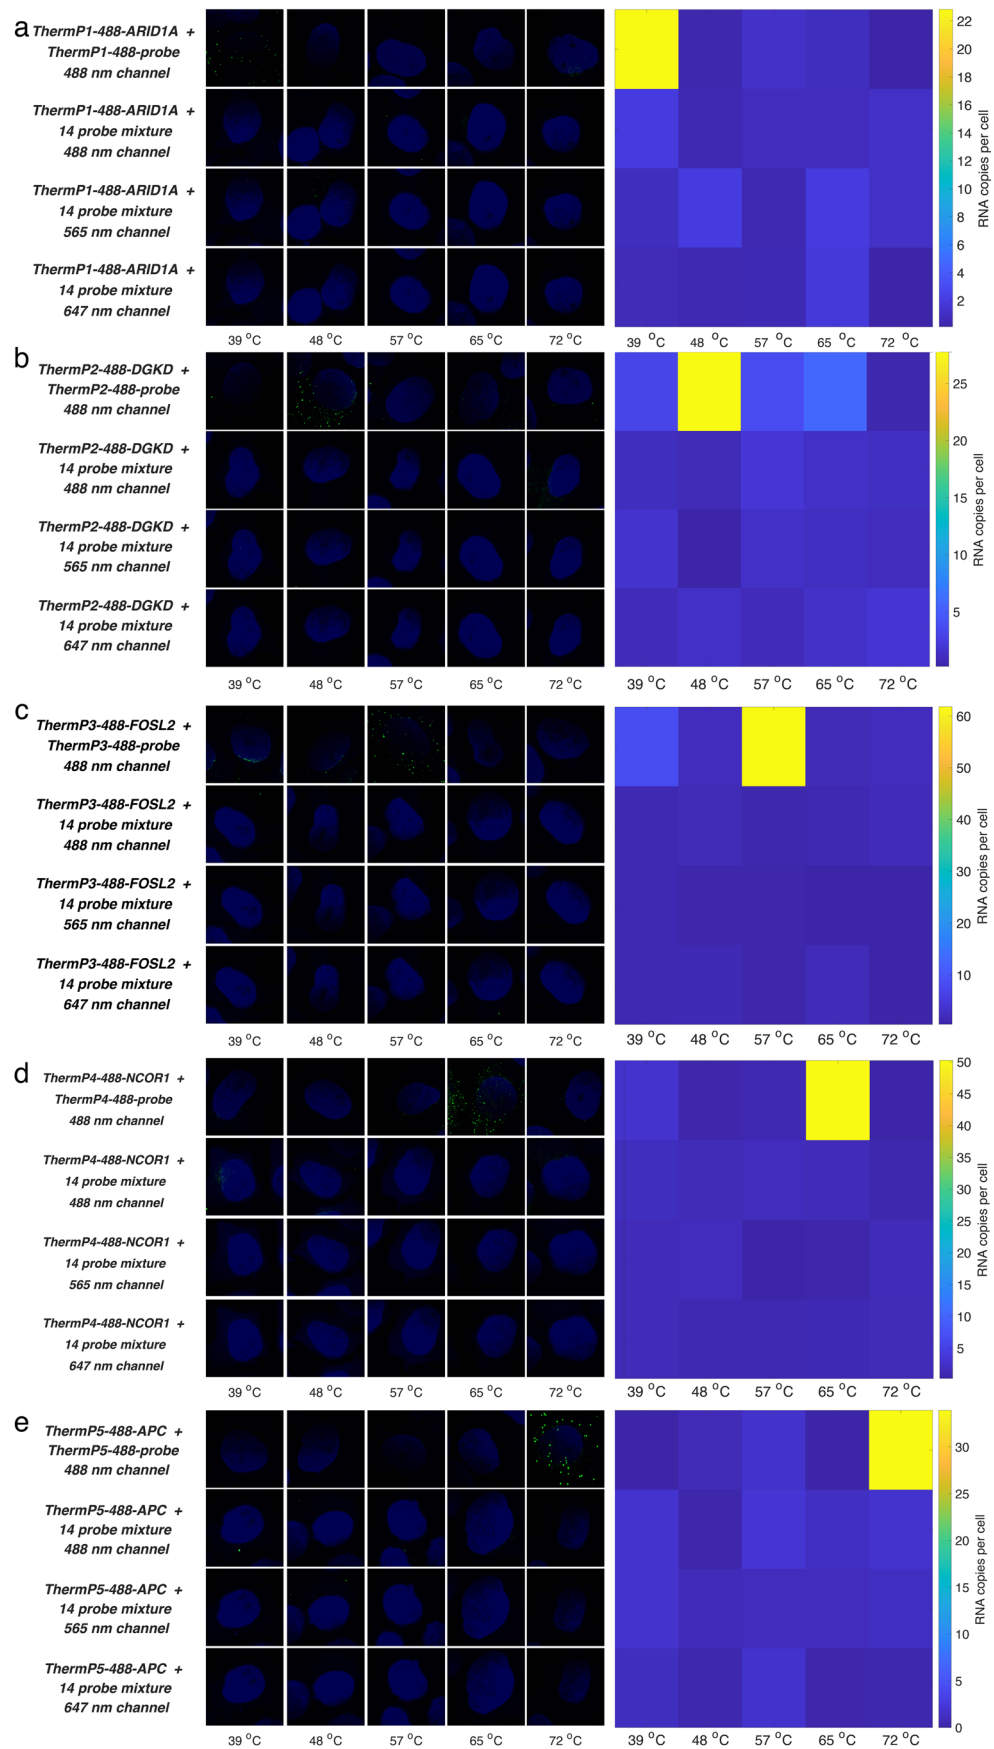 a
ThermP1-488-ARID1A +
ThermP1-488-probe
488 nm channel
ThermP1-488-ARID1A +
14 probe mixture
488 nm channel
ThermP1-488-ARID1A +
14 probe mixture
565 nm channel
ThermP1-488-ARID1A +
14 probe mixture
647 nm channel
39 °C 48 °C 57 °C 65 °C 72 °C
39 °C 48 °C 57 °C 65 °C 72 °C
22
20
18
16
14
12
10
8
6
4
2
RNA copies per cell
b
ThermP2-488-DGKD +
ThermP2-488-probe
488 nm channel
ThermP2-488-DGKD +
14 probe mixture
488 nm channel
ThermP2-488-DGKD +
14 probe mixture
565 nm channel
ThermP2-488-DGKD +
14 probe mixture
647 nm channel
39 °C 48 °C 57 °C 65 °C 72 °C
39 °C 48 °C 57 °C 65 °C 72 °C
25
20
15
10
5
RNA copies per cell
c
ThermP3-488-FOSL2 +
ThermP3-488-probe
488 nm channel
ThermP3-488-FOSL2 +
14 probe mixture
488 nm channel
ThermP3-488-FOSL2 +
14 probe mixture
565 nm channel
ThermP3-488-FOSL2 +
14 probe mixture
647 nm channel
39 °C 48 °C 57 °C 65 °C 72 °C
39 °C 48 °C 57 °C 65 °C 72 °C
60
50
40
30
20
10
RNA copies per cell
d
ThermP4-488-NCOR1 +
ThermP4-488-probe
488 nm channel
ThermP4-488-NCOR1 +
14 probe mixture
488 nm channel
ThermP4-488-NCOR1 +
14 probe mixture
565 nm channel
ThermP4-488-NCOR1 +
14 probe mixture
647 nm channel
39 °C 48 °C 57 °C 65 °C 72 °C
39 °C 48 °C 57 °C 65 °C 72 °C
50
45
40
35
30
25
20
15
10
5
RNA copies per cell
e
ThermP5-488-APC +
ThermP5-488-probe
488 nm channel
ThermP5-488-APC +
14 probe mixture
488 nm channel
ThermP5-488-APC +
14 probe mixture
565 nm channel
ThermP5-488-APC +
14 probe mixture
647 nm channel
39 °C 48 °C 57 °C 65 °C 72 °C
39 °C 48 °C 57 °C 65 °C 72 °C
30
25
20
15
10
5
0
RNA copies per cell